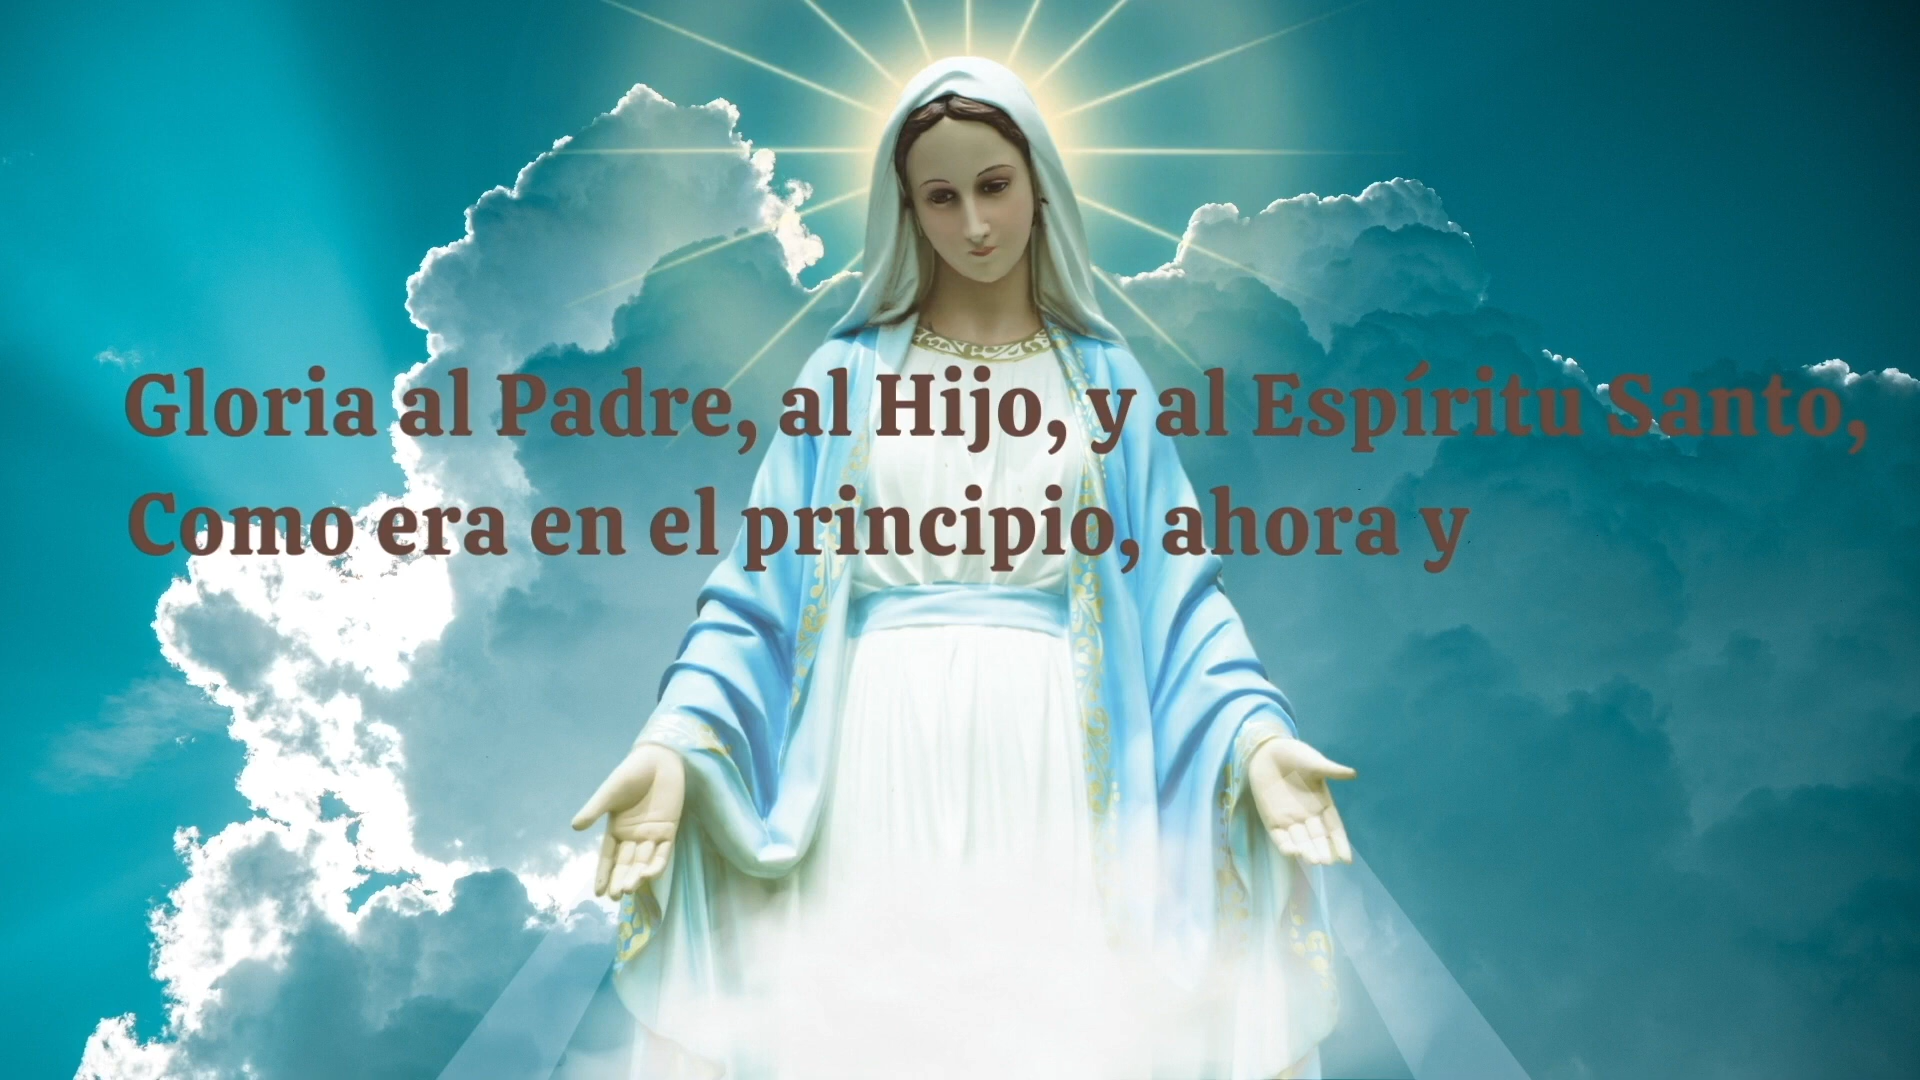 Gloria al Padre, al Hijo, y al Espíritu Santo,
Como era en el principio, ahora y